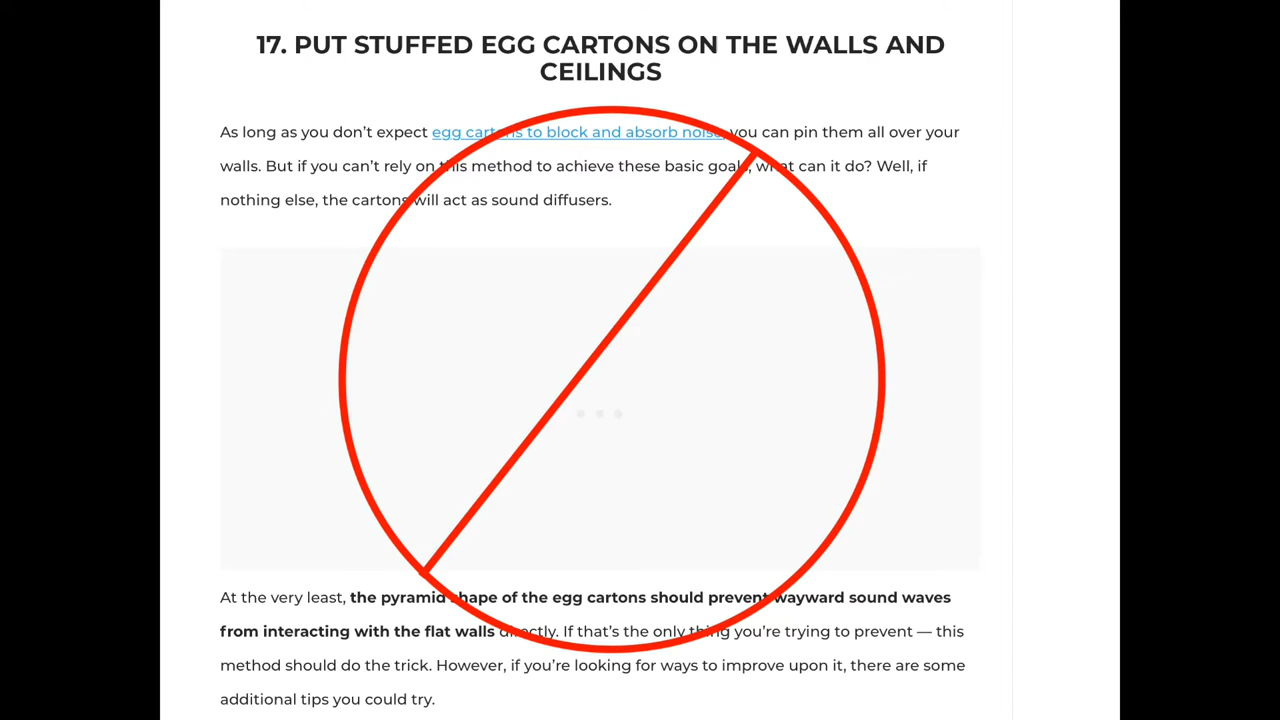 17. PUT STUFFED EGG CARTONS ON THE WALLS AND
CEILINGS
As long as you don’t expect egg cartons to block and absorb noise, you can pin them all over your
walls. But if you can’t rely on this method to achieve these basic goals, what can it do? Well, if
nothing else, the cartons will act as sound diffusers.
At the very least, the pyramid shape of the egg cartons should prevent wayward sound waves
from interacting with the flat walls directly. If that’s the only thing you’re trying to prevent — this
method should do the trick. However, if you’re looking for ways to improve upon it, there are some
additional tips you could try.